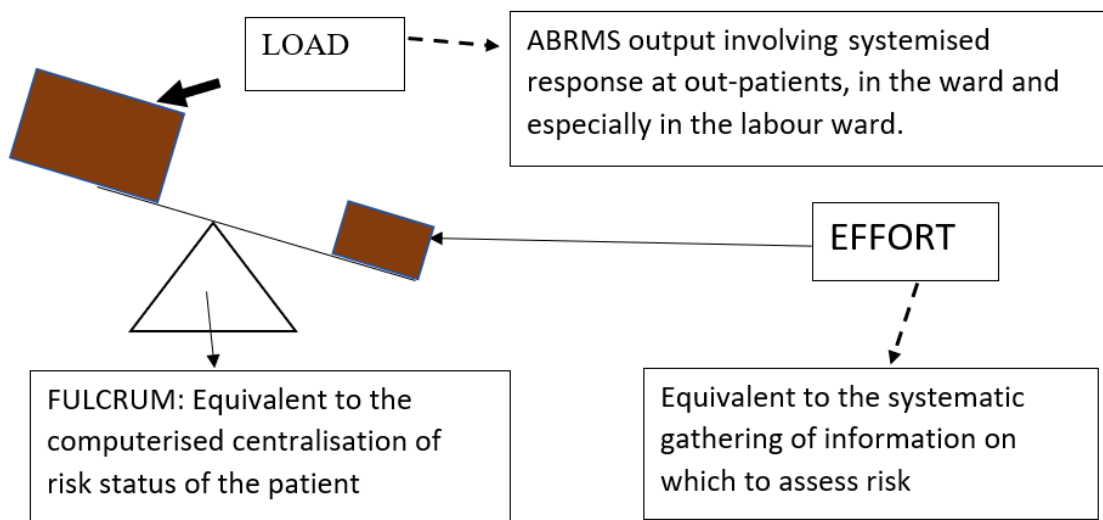 LOAD
ABRMS output involving systemised
response at out-patients, in the ward and
especially in the labour ward.
EFFORT
FULCRUM: Equivalent to the
computerised centralisation of
risk status of the patient
Equivalent to the systematic
gathering of information on
which to assess risk